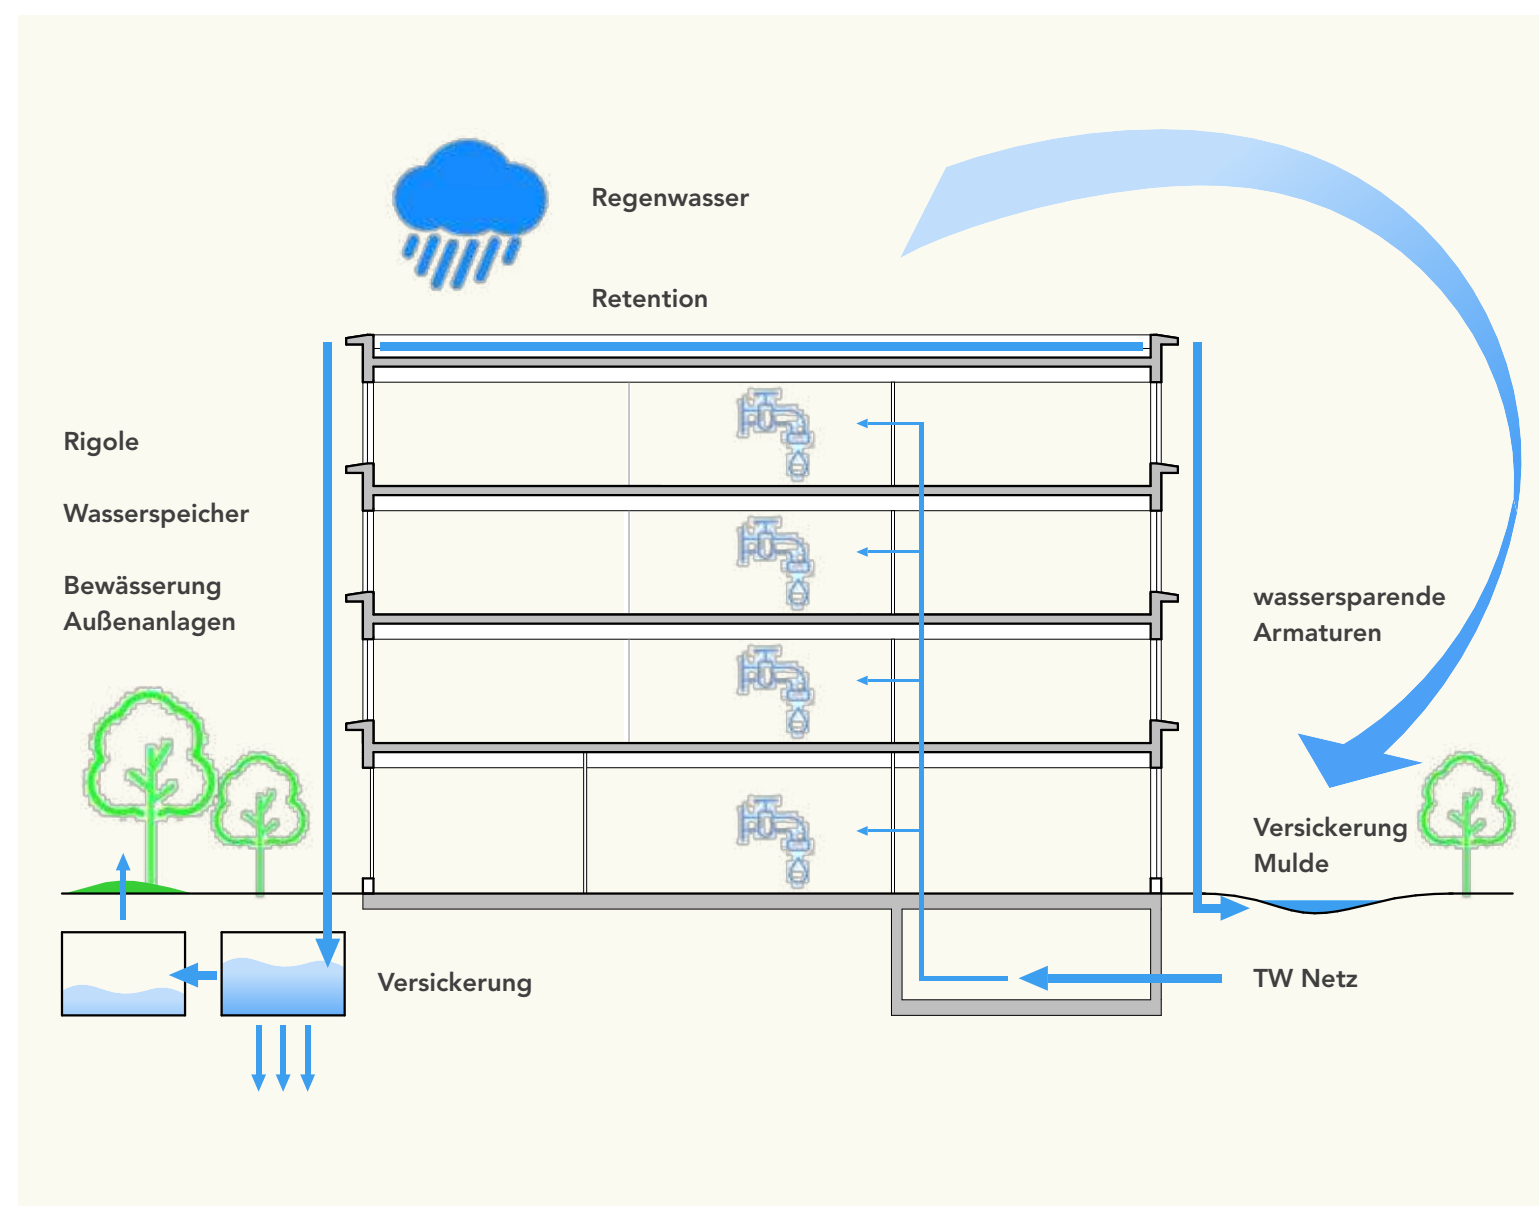 Regenwasser
Retention
Rigole
Wasserspeicher
Bewässerung
Außenanlagen
wassersparende
Armaturen
Versickerung
Mulde
Versickerung
TW Netz